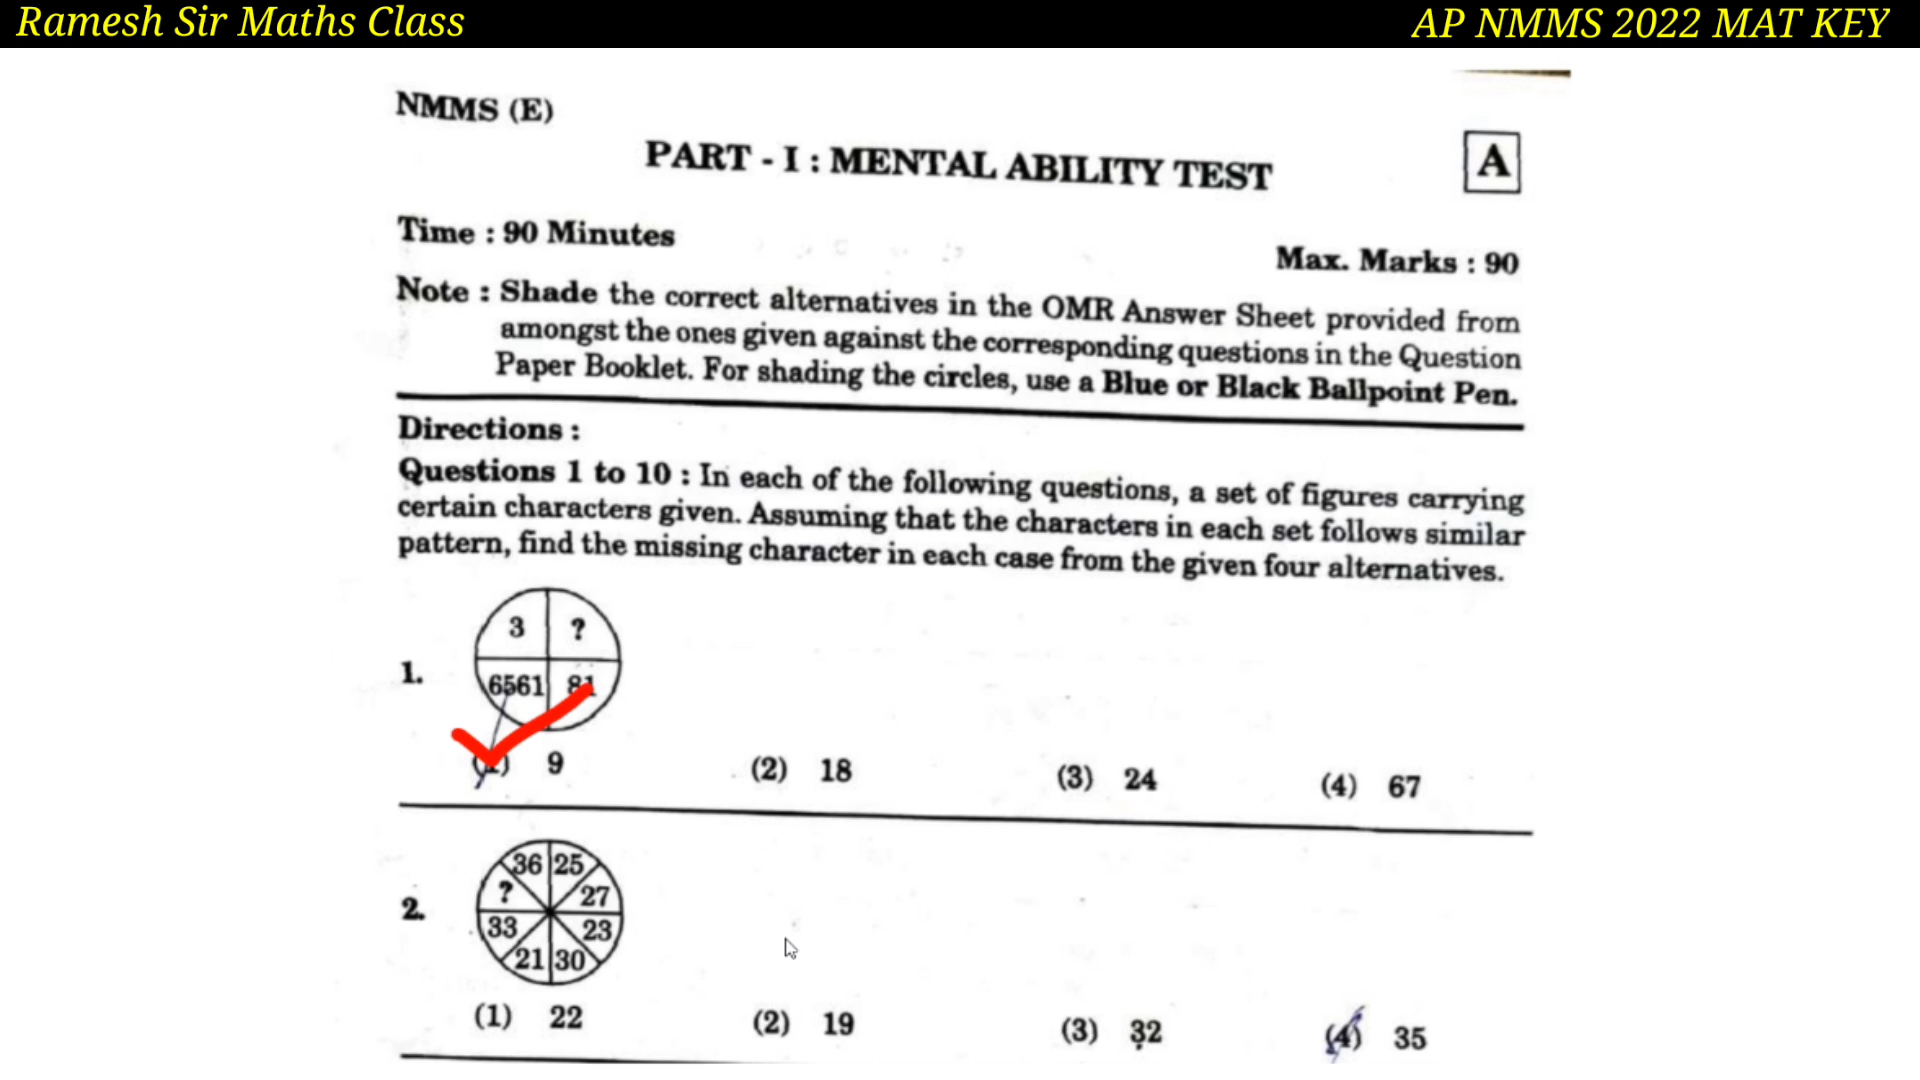 Ramesh Sir Maths Class
AP NMMS 2022 MAT KEY
NMMS (E)
PART - I : MENTAL ABILITY TEST
A
Time : 90 Minutes
Max. Marks : 90
Note : Shade the correct alternatives in the OMR Answer Sheet provided from
amongst the ones given against the corresponding questions in the Question
Paper Booklet. For shading the circles, use a Blue or Black Ballpoint Pen.
Directions :
Questions 1 to 10 : In each of the following questions, a set of figures carrying
certain characters given. Assuming that the characters in each set follows similar
pattern, find the missing character in each case from the given four alternatives.
1.
3 ?
6561 81
(1) 9 (2) 18 (3) 24 (4) 67
2.
36 25
? 27
33 23
21 30
(1) 22 (2) 19 (3) 32 (4) 35